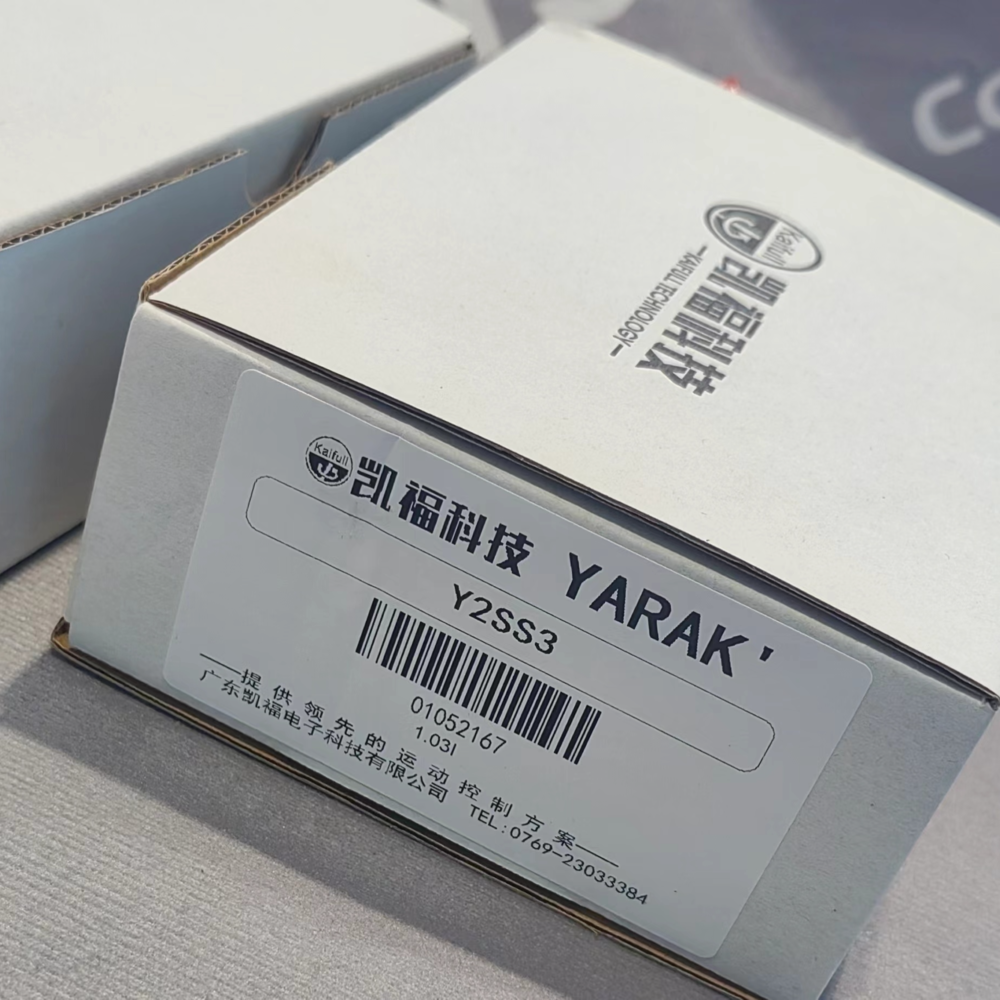 Kaifull
凯福科技
—KAIFULL TECHNOLOGY—
Kaifull
凯福科技 YARAK'
Y2SS3
01052167
1.03l
——提供领先的运动控制方案——
广东凯福电子科技有限公司 TEL:0769-23033384